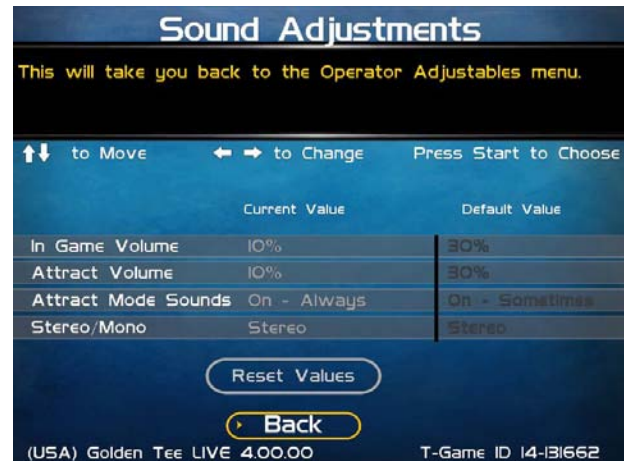 Sound Adjustments
This will take you back to the Operator Adjustables menu.
to Move to Change Press Start to Choose
Current Value Default Value
In Game Volume 10% 30%
Attract Volume 10% 30%
Attract Mode Sounds On - Always On - Sometimes
Stereo/Mono Stereo Stereo
Reset Values
Back
(USA) Golden Tee LIVE 4.00.00 T-Game ID 14-131662